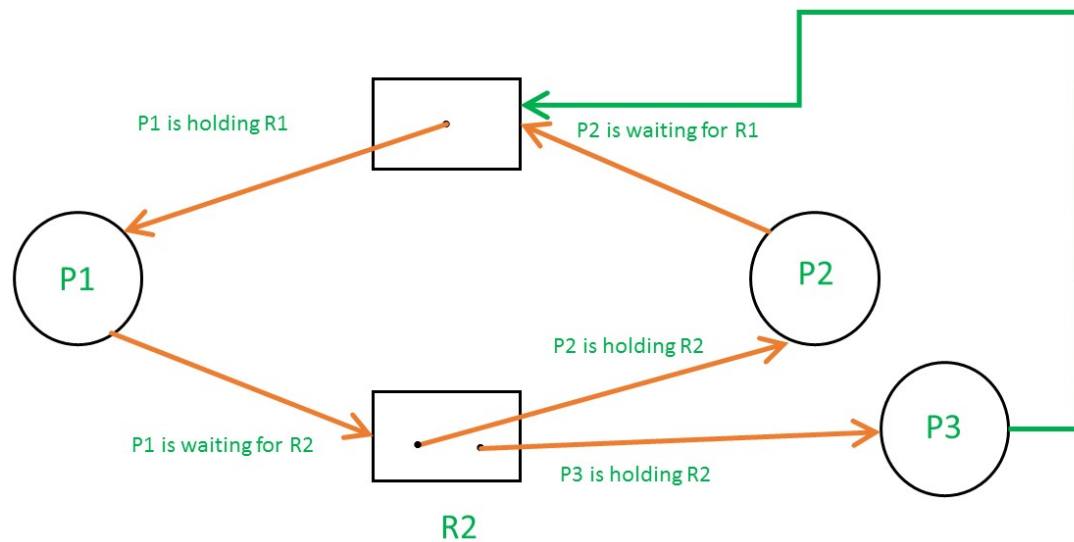 P1 is holding R1
P2 is waiting for R1
P1
P2
P2 is holding R2
P1 is waiting for R2
P3
P3 is holding R2
R2